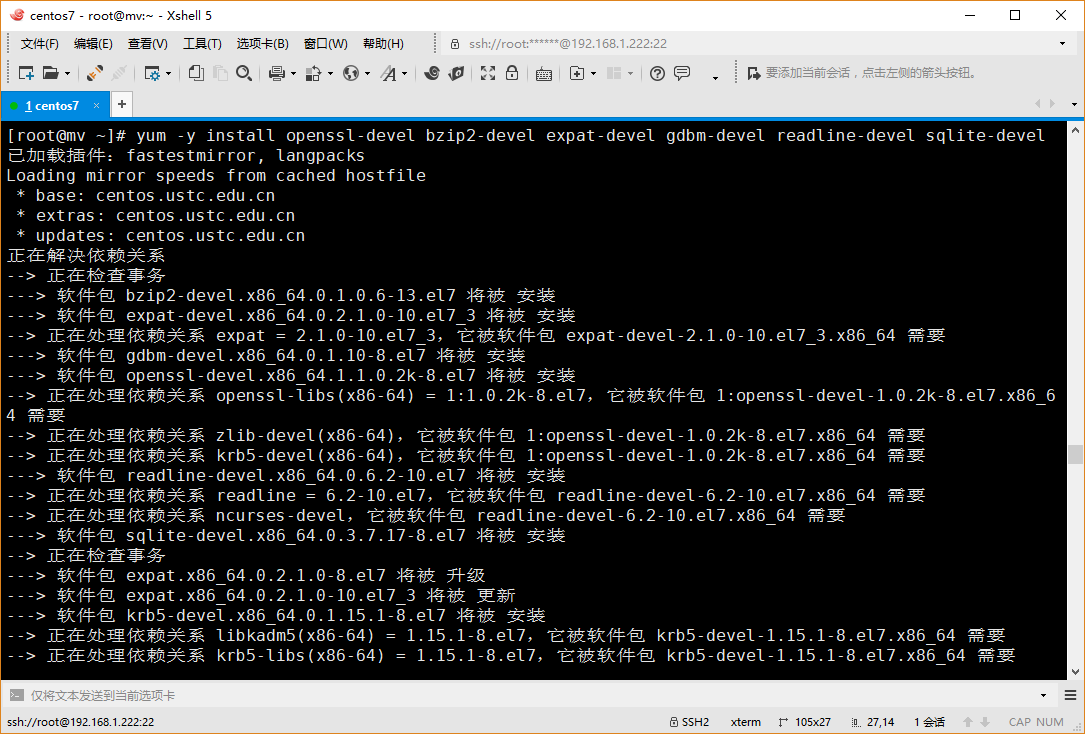 centos7 - root@mv:~ - Xshell 5
文件(F) 编辑(E) 查看(V) 工具(T) 选项卡(B) 窗口(W) 帮助(H)
ssh://root:******@192.168.1.222:22
要添加当前会话，点击左侧的箭头按钮。
1 centos7 × +
[root@mv ~]# yum -y install openssl-devel bzip2-devel expat-devel gdbm-devel readline-devel sqlite-devel
已加载插件：fastestmirror, langpacks
Loading mirror speeds from cached hostfile
 * base: centos.ustc.edu.cn
 * extras: centos.ustc.edu.cn
 * updates: centos.ustc.edu.cn
正在解决依赖关系
--> 正在检查事务
---> 软件包 bzip2-devel.x86_64.0.1.0.6-13.el7 将被 安装
---> 软件包 expat-devel.x86_64.0.2.1.0-10.el7_3 将被 安装
--> 正在处理依赖关系 expat = 2.1.0-10.el7_3，它被软件包 expat-devel-2.1.0-10.el7_3.x86_64 需要
---> 软件包 gdbm-devel.x86_64.0.1.10-8.el7 将被 安装
---> 软件包 openssl-devel.x86_64.1.1.0.2k-8.el7 将被 安装
--> 正在处理依赖关系 openssl-libs(x86-64) = 1:1.0.2k-8.el7，它被软件包 1:openssl-devel-1.0.2k-8.el7.x86_6
4 需要
--> 正在处理依赖关系 zlib-devel(x86-64)，它被软件包 1:openssl-devel-1.0.2k-8.el7.x86_64 需要
--> 正在处理依赖关系 krb5-devel(x86-64)，它被软件包 1:openssl-devel-1.0.2k-8.el7.x86_64 需要
---> 软件包 readline-devel.x86_64.0.6.2-10.el7 将被 安装
--> 正在处理依赖关系 readline = 6.2-10.el7，它被软件包 readline-devel-6.2-10.el7.x86_64 需要
--> 正在处理依赖关系 ncurses-devel，它被软件包 readline-devel-6.2-10.el7.x86_64 需要
---> 软件包 sqlite-devel.x86_64.0.3.7.17-8.el7 将被 安装
--> 正在检查事务
---> 软件包 expat.x86_64.0.2.1.0-8.el7 将被 升级
---> 软件包 expat.x86_64.0.2.1.0-10.el7_3 将被 更新
---> 软件包 krb5-devel.x86_64.0.1.15.1-8.el7 将被 安装
--> 正在处理依赖关系 libkadm5(x86-64) = 1.15.1-8.el7，它被软件包 krb5-devel-1.15.1-8.el7.x86_64 需要
--> 正在处理依赖关系 krb5-libs(x86-64) = 1.15.1-8.el7，它被软件包 krb5-devel-1.15.1-8.el7.x86_64 需要
仅将文本发送到当前选项卡
ssh://root@192.168.1.222:22 SSH2 xterm 105x27 27,14 1 会话 CAP NUM